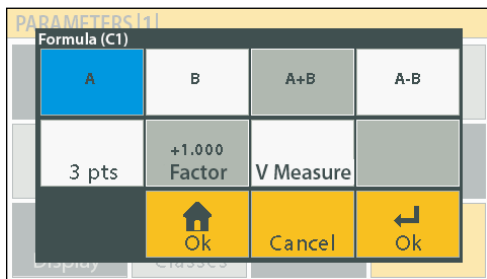 PARAMETERS|1|
Formula (C1)
A
B
A+B
A-B
3 pts
+1.000
Factor
V Measure
Ok
Cancel
Ok
Display
Classes